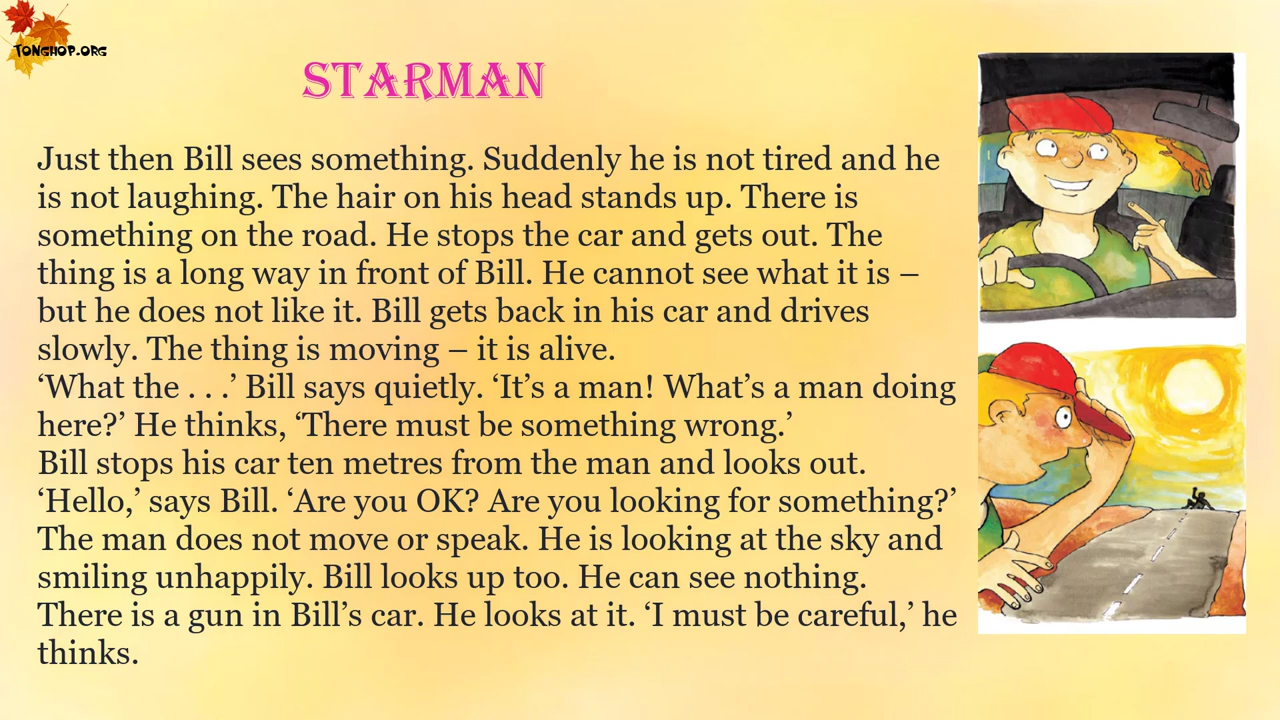 TONGHOP.ORG
STARMAN
Just then Bill sees something. Suddenly he is not tired and he
is not laughing. The hair on his head stands up. There is
something on the road. He stops the car and gets out. The
thing is a long way in front of Bill. He cannot see what it is –
but he does not like it. Bill gets back in his car and drives
slowly. The thing is moving – it is alive.
‘What the . . .’ Bill says quietly. ‘It’s a man! What’s a man doing
here?’ He thinks, ‘There must be something wrong.’
Bill stops his car ten metres from the man and looks out.
‘Hello,’ says Bill. ‘Are you OK? Are you looking for something?’
The man does not move or speak. He is looking at the sky and
smiling unhappily. Bill looks up too. He can see nothing.
There is a gun in Bill’s car. He looks at it. ‘I must be careful,’ he
thinks.